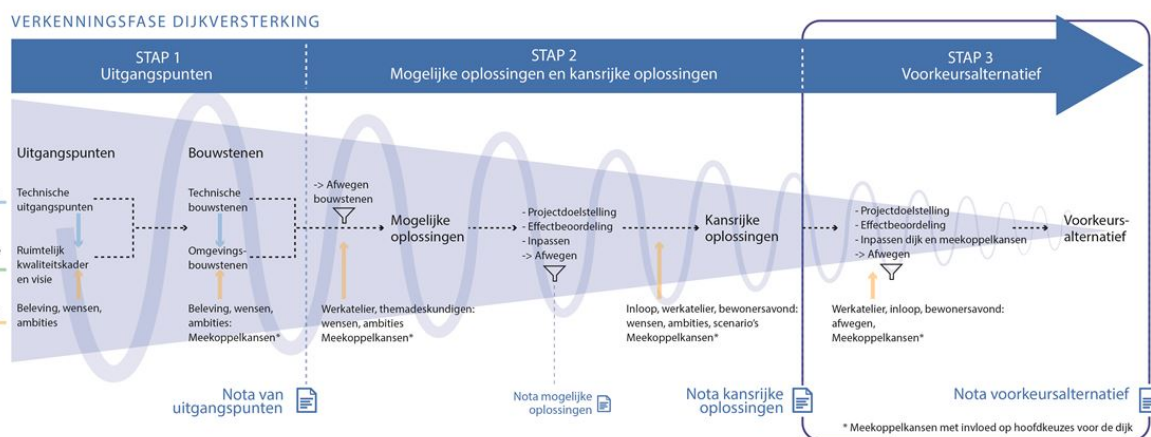 VERKENNINGSFASE DIJKVERSTERKING
STAP 1
Uitgangspunten
STAP 2
Mogelijke oplossingen en kansrijke oplossingen
STAP 3
Voorkeursalternatief
Uitgangspunten
Technische
uitgangspunten
Ruimtelijk
kwaliteitskader
en visie
Beleving, wensen,
ambities
Bouwstenen
Technische
bouwstenen
Omgevings-
bouwstenen
Beleving, wensen,
ambities:
Meekoppelkansen*
-> Afwegen
bouwstenen
Mogelijke
oplossingen
Werkatelier, themadeskundigen:
wensen, ambities
Meekoppelkansen*
- Projectdoelstelling
- Effectbeoordeling
- Inpassen
-> Afwegen
Kansrijke
oplossingen
Inloop, werkatelier, bewonersavond:
wensen, ambities, scenario's
Meekoppelkansen*
- Projectdoelstelling
- Effectbeoordeling
- Inpassen dijk en meekoppelkansen
-> Afwegen
Werkatelier, inloop, bewonersavond:
afwegen,
Meekoppelkansen*
Voorkeurs-
alternatief
Nota van
uitgangspunten
Nota mogelijke
oplossingen
Nota kansrijke
oplossingen
Nota voorkeursalternatief
* Meekoppelkansen met invloed op hoofdkeuzes voor de dijk